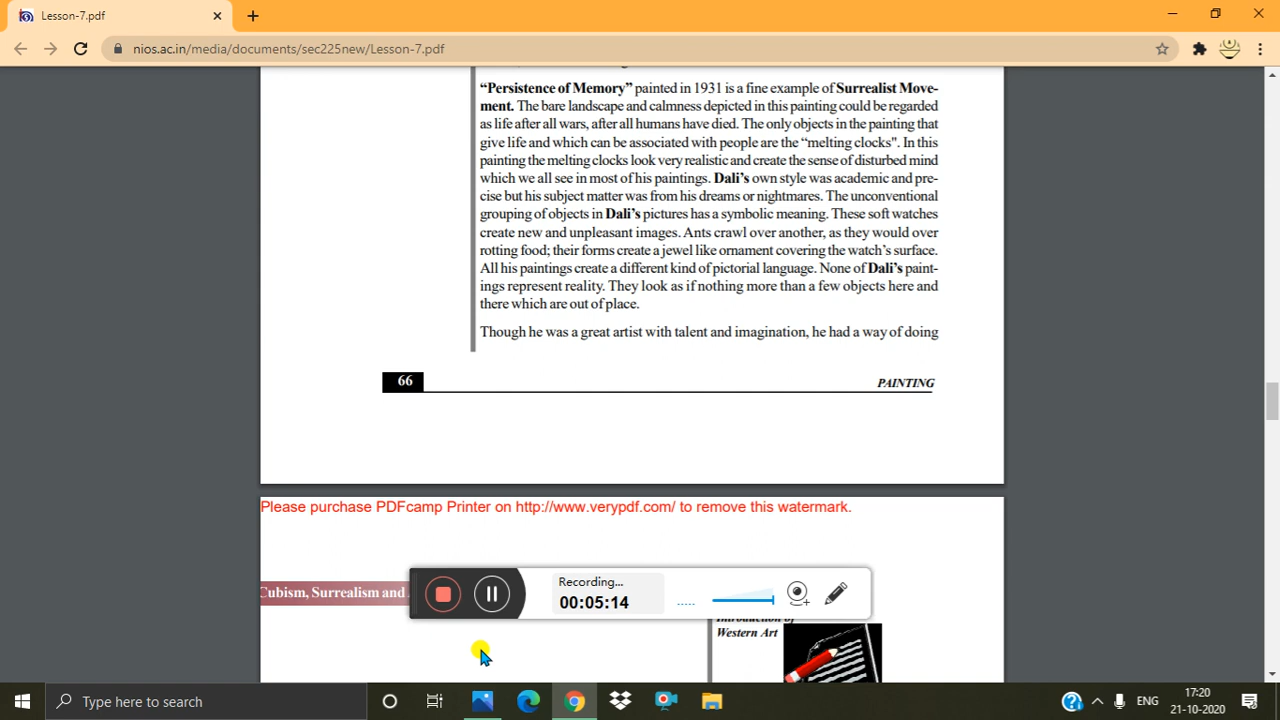 Lesson-7.pdf
nios.ac.in/media/documents/sec225new/Lesson-7.pdf
“Persistence of Memory” painted in 1931 is a fine example of Surrealist Move-
ment. The bare landscape and calmness depicted in this painting could be regarded
as life after all wars, after all humans have died. The only objects in the painting that
give life and which can be associated with people are the “melting clocks". In this
painting the melting clocks look very realistic and create the sense of disturbed mind
which we all see in most of his paintings. Dali’s own style was academic and pre-
cise but his subject matter was from his dreams or nightmares. The unconventional
grouping of objects in Dali’s pictures has a symbolic meaning. These soft watches
create new and unpleasant images. Ants crawl over another, as they would over
rotting food; their forms create a jewel like ornament covering the watch’s surface.
All his paintings create a different kind of pictorial language. None of Dali’s paint-
ings represent reality. They look as if nothing more than a few objects here and
there which are out of place.
Though he was a great artist with talent and imagination, he had a way of doing
66
PAINTING
Please purchase PDFcamp Printer on http://www.verypdf.com/ to remove this watermark.
Cubism, Surrealism and
Recording...
00:05:14
Introduction of
Western Art
Type here to search
ENG
17:20
21-10-2020